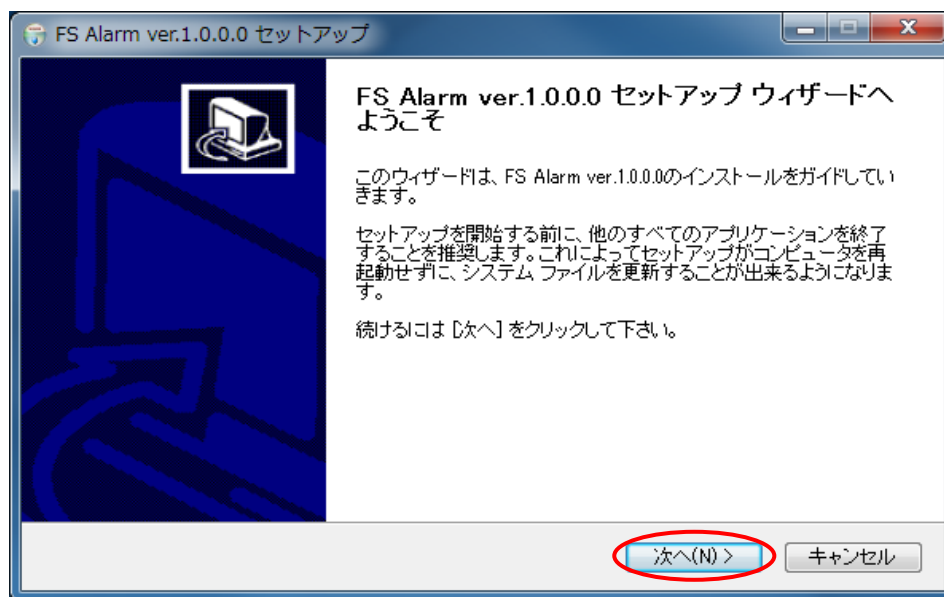 FS Alarm ver.1.0.0.0 セットアップ
FS Alarm ver.1.0.0.0 セットアップ ウィザードへ
ようこそ
このウィザードは、FS Alarm ver.1.0.0.0のインストールをガイドしてい
きます。
セットアップを開始する前に、他のすべてのアプリケーションを終了
することを推奨します。これによってセットアップがコンピュータを再
起動せずに、システム ファイルを更新することが出来るようになりま
す。
続けるには [次へ] をクリックして下さい。
次へ(N) >
キャンセル